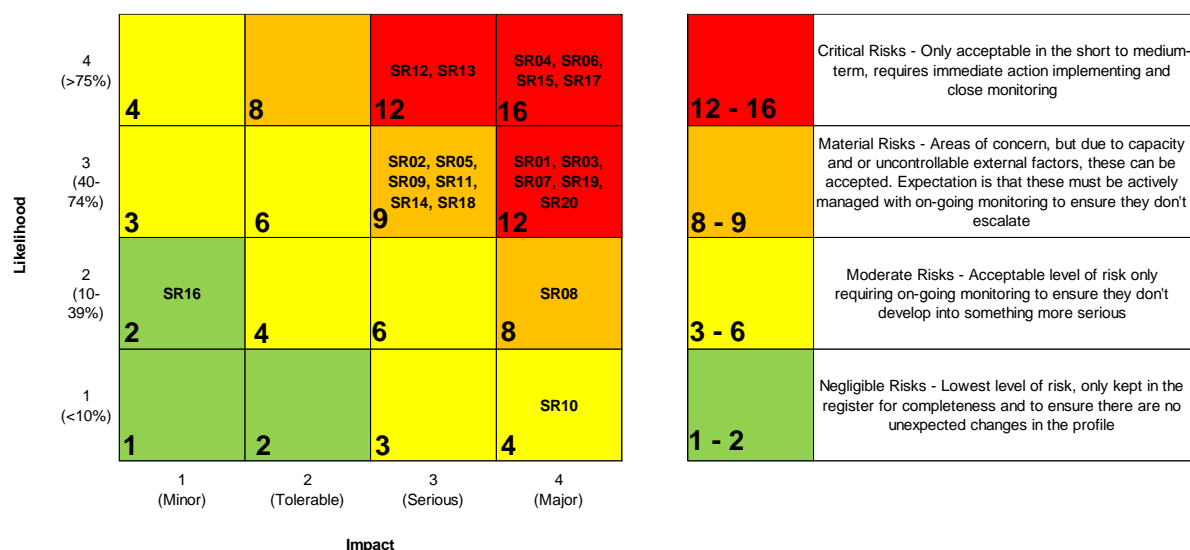 4
(>75%)
SR12, SR13
SR04, SR06,
SR15, SR17
4
8
12
16
3
(40-
74%)
SR02, SR05,
SR09, SR11,
SR14, SR18
SR01, SR03,
SR07, SR19,
SR20
3
6
9
12
Likelihood
2
(10-
39%)
SR16
SR08
2
4
6
8
1
(<10%)
SR10
1
2
3
4
1
(Minor)
2
(Tolerable)
3
(Serious)
4
(Major)
Impact
12 - 16
Critical Risks - Only acceptable in the short to medium-
term, requires immediate action implementing and
close monitoring
8 - 9
Material Risks - Areas of concern, but due to capacity
and or uncontrollable external factors, these can be
accepted. Expectation is that these must be actively
managed with on-going monitoring to ensure they don't
escalate
3 - 6
Moderate Risks - Acceptable level of risk only
requiring on-going monitoring to ensure they don't
develop into something more serious
1 - 2
Negligible Risks - Lowest level of risk, only kept in the
register for completeness and to ensure there are no
unexpected changes in the profile